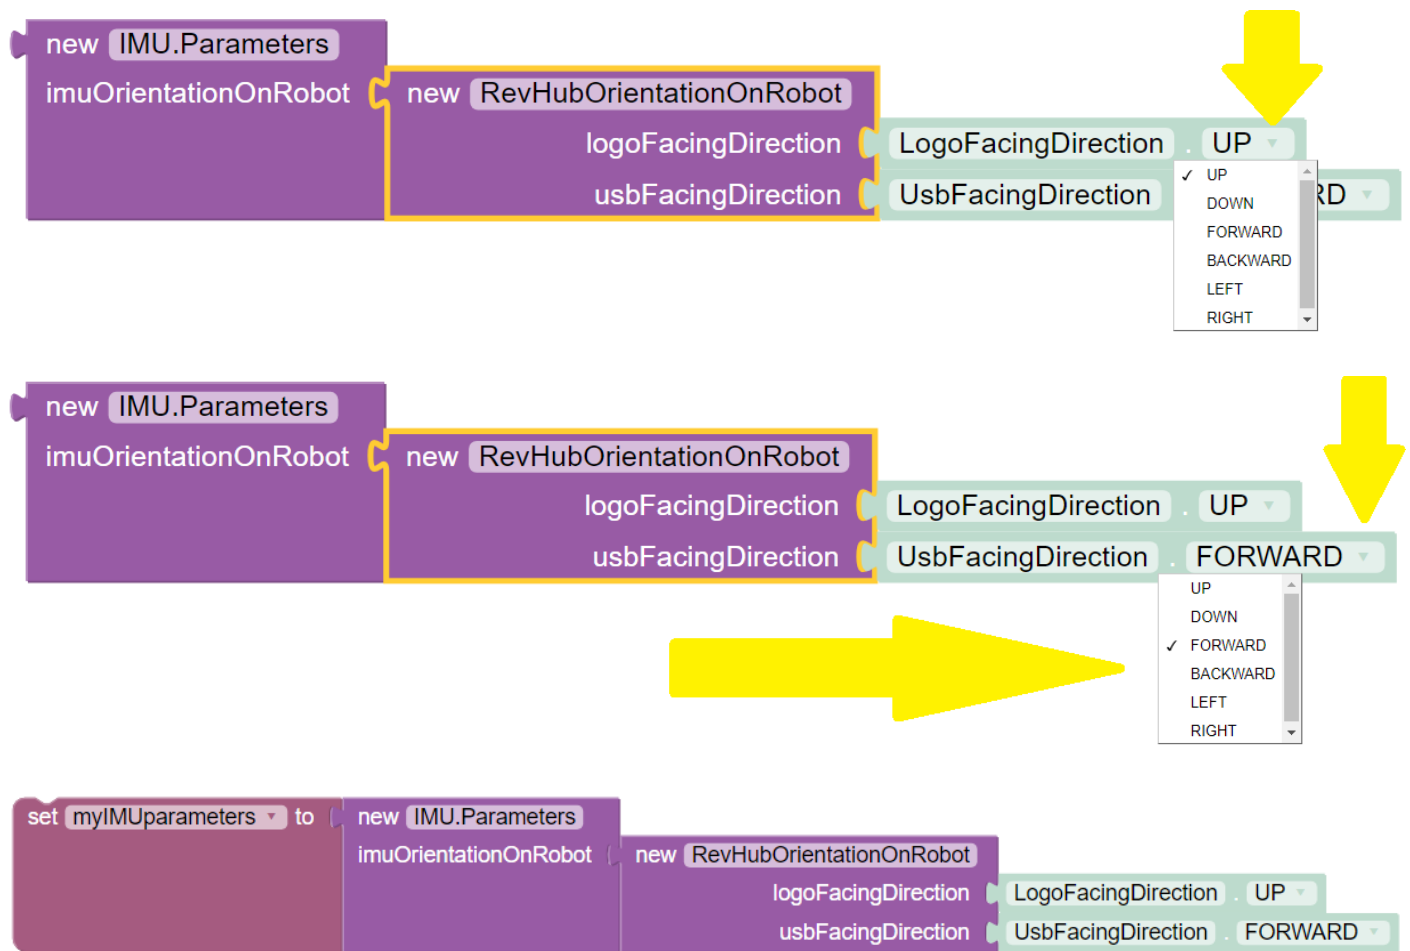 new IMU.Parameters
imuOrientationOnRobot new RevHubOrientationOnRobot
logoFacingDirection LogoFacingDirection . UP
usbFacingDirection UsbFacingDirection RD
✓ UP
DOWN
FORWARD
BACKWARD
LEFT
RIGHT
new IMU.Parameters
imuOrientationOnRobot new RevHubOrientationOnRobot
logoFacingDirection LogoFacingDirection . UP
usbFacingDirection UsbFacingDirection . FORWARD
UP
DOWN
✓ FORWARD
BACKWARD
LEFT
RIGHT
set myIMUparameters to new IMU.Parameters
imuOrientationOnRobot new RevHubOrientationOnRobot
logoFacingDirection LogoFacingDirection . UP
usbFacingDirection UsbFacingDirection . FORWARD